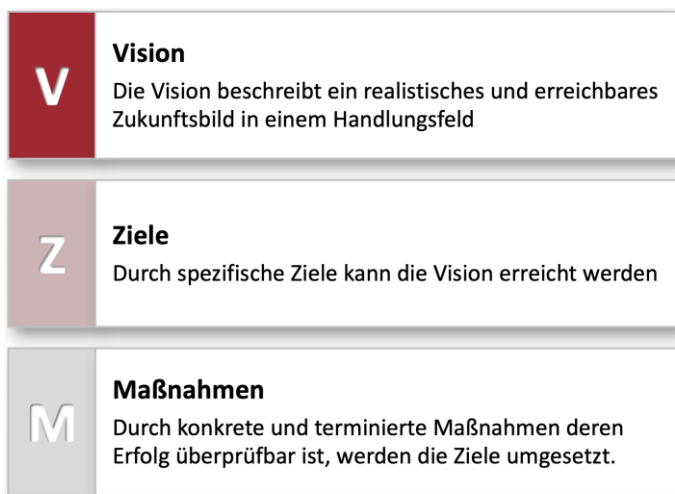 V
Vision
Die Vision beschreibt ein realistisches und erreichbares
Zukunftsbild in einem Handlungsfeld
Z
Ziele
Durch spezifische Ziele kann die Vision erreicht werden
M
Maßnahmen
Durch konkrete und terminierte Maßnahmen deren
Erfolg überprüfbar ist, werden die Ziele umgesetzt.